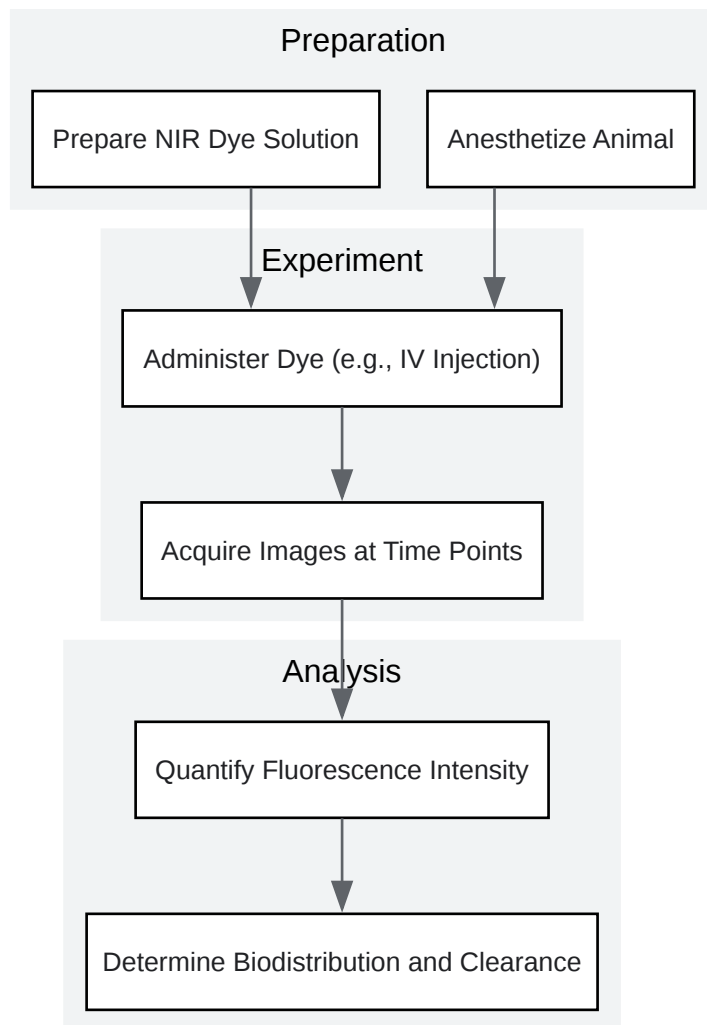 Preparation
Prepare NIR Dye Solution
Anesthetize Animal
Experiment
Administer Dye (e.g., IV Injection)
Acquire Images at Time Points
Analysis
Quantify Fluorescence Intensity
Determine Biodistribution and Clearance